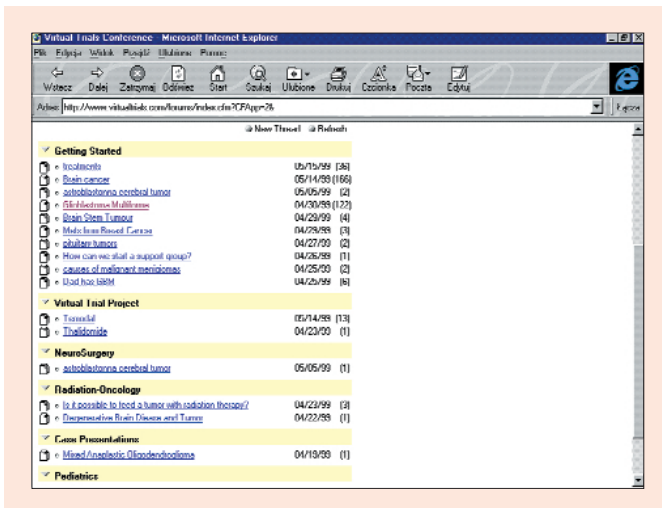 Virtual Trials Conference - Microsoft Internet Explorer
Plik Edycja Widok Przejdź Ulubione Pomoc
Wstecz Dalej Zatrzymaj Odśwież Start Szukaj Ulubione Drukuj Czcionka Poczta Edytuj
Adres http://www.virtualtrials.com/forums/index.cfm?CFApp=2& Łącza
New Thread Refresh
Getting Started
treatments 05/15/99 (36)
Brain cancer 05/14/99 (166)
astroblastonna cerebral tumor 05/05/99 (2)
Glioblastoma Multiforme 04/30/99 (122)
Brain Stem Tumour 04/29/99 (4)
Mets from Breast Cancer 04/29/99 (3)
pituitary tumors 04/27/99 (2)
How can we start a support group? 04/26/99 (1)
causes of malignant menigiomas 04/25/99 (2)
Dad has GBM 04/25/99 (6)
Virtual Trial Project
Temodal 05/14/99 (13)
Thalidomide 04/23/99 (1)
NeuroSurgery
astroblastonna cerebral tumor 05/05/99 (1)
Radiation-Oncology
Is it possible to feed a tumor with radiation therapy? 04/23/99 (3)
Degenerative Brain Diease and Tumor 04/22/99 (1)
Case Presentations
Mixed Anaplastic Oligodendroglioma 04/19/99 (1)
Pediatrics